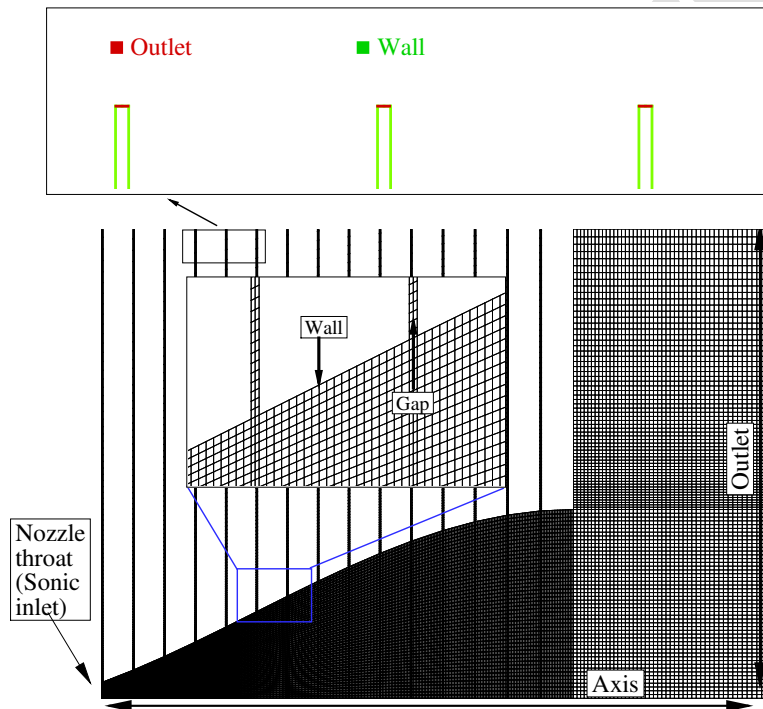 Outlet
Wall
Wall
Gap
Outlet
Nozzle
throat
(Sonic
inlet)
Axis